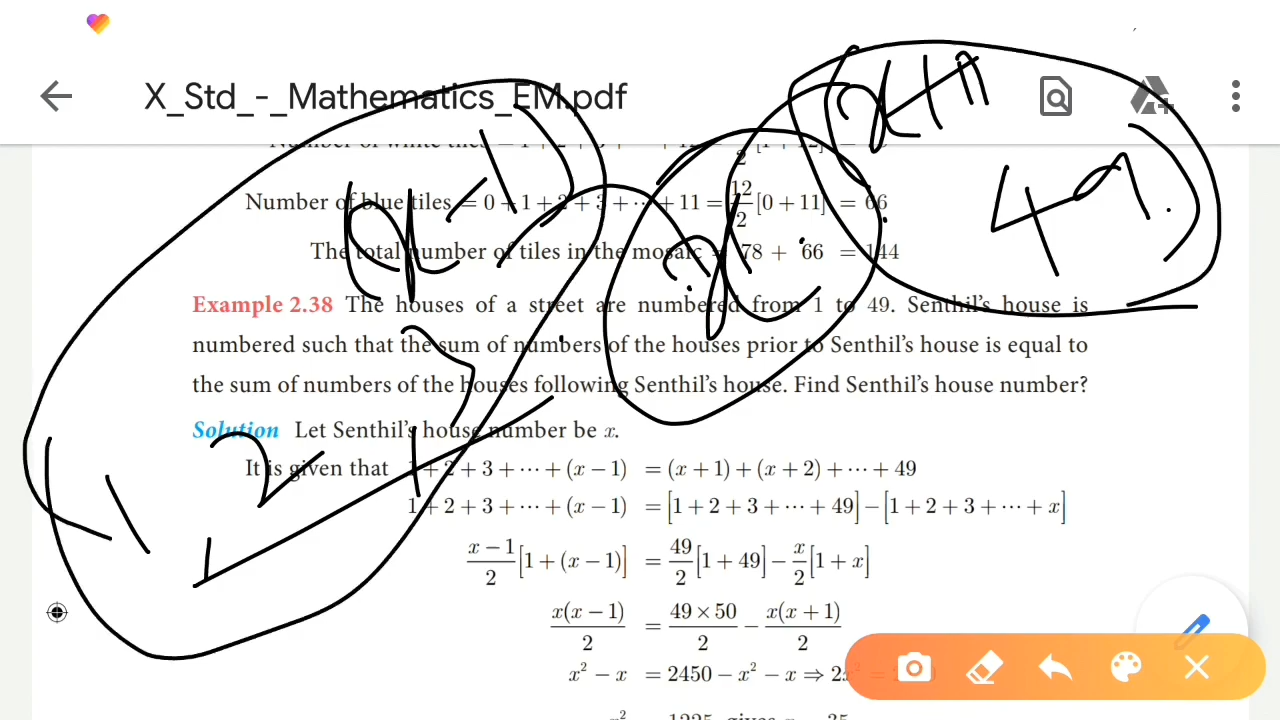 X_Std_-_Mathematics_EM.pdf
Number of blue tiles = 0 + 1 + 2 + 3 + ⋯ + 11 = 12/2 [0 + 11] = 66
The total number of tiles in the mosaic = 78 + 66 = 144
Example 2.38 The houses of a street are numbered from 1 to 49. Senthil's house is
numbered such that the sum of numbers of the houses prior to Senthil's house is equal to
the sum of numbers of the houses following Senthil's house. Find Senthil's house number?
Solution Let Senthil's house number be x.
It is given that 1 + 2 + 3 + ⋯ + (x − 1) = (x + 1) + (x + 2) + ⋯ + 49
1 + 2 + 3 + ⋯ + (x − 1) = [1 + 2 + 3 + ⋯ + 49] − [1 + 2 + 3 + ⋯ + x]
x − 1/2 [1 + (x − 1)] = 49/2 [1 + 49] − x/2 [1 + x]
x(x − 1)/2 = 49 × 50/2 − x(x + 1)/2
x² − x = 2450 − x² − x ⇒ 2x²
x+1
49
(x-1)
x
1 2 3